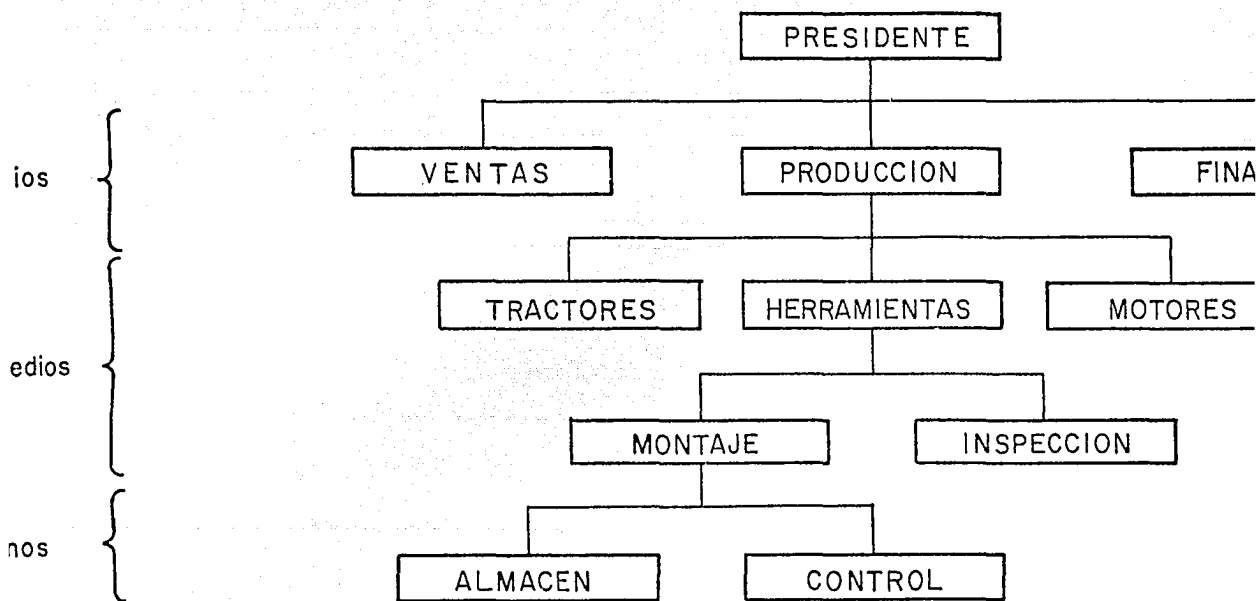 PRESIDENTE
ios
VENTAS
PRODUCCION
FINA
TRACTORES
HERRAMIENTAS
MOTORES
edios
MONTAJE
INSPECCION
nos
ALMACEN
CONTROL